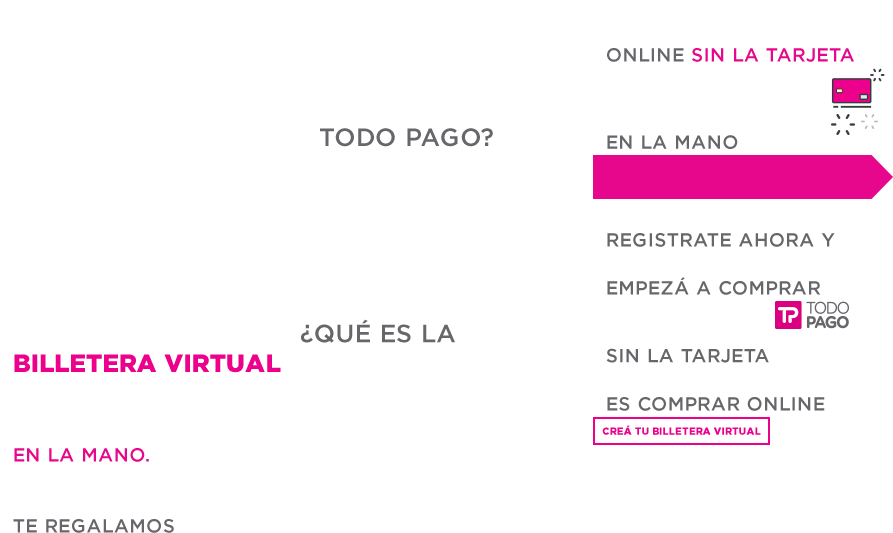 ONLINE SIN LA TARJETA
TODO PAGO?
EN LA MANO
REGISTRATE AHORA Y
EMPEZÁ A COMPRAR
TP TODO
PAGO
¿QUÉ ES LA
BILLETERA VIRTUAL
SIN LA TARJETA
ES COMPRAR ONLINE
CREÁ TU BILLETERA VIRTUAL
EN LA MANO.
TE REGALAMOS